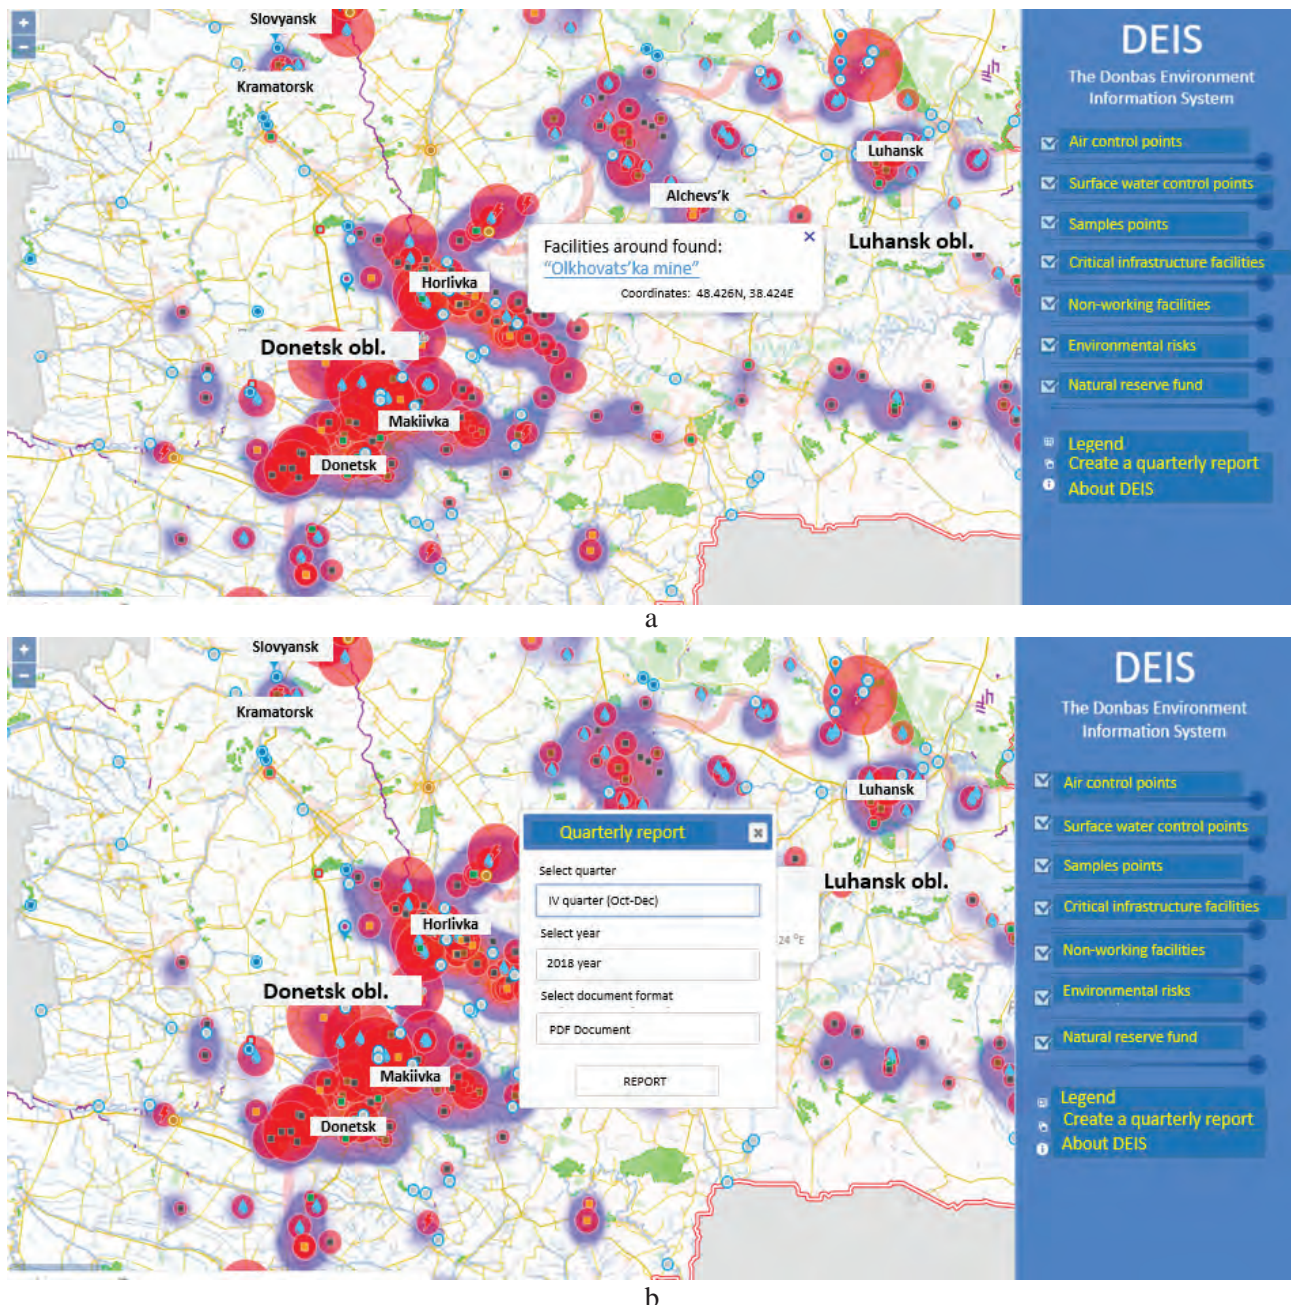 Slovyansk
Kramatorsk
Luhansk
Alchevs'k
Luhansk obl.
Facilities around found:
"Olkhovats'ka mine"
Coordinates: 48.426N, 38.424E
Horlivka
Donetsk obl.
Makiivka
Donetsk
DEIS
The Donbas Environment
Information System
Air control points
Surface water control points
Samples points
Critical infrastructure facilities
Non-working facilities
Environmental risks
Natural reserve fund
Legend
Create a quarterly report
About DEIS
a
Slovyansk
Kramatorsk
Luhansk
Luhansk obl.
Quarterly report
Select quarter
IV quarter (Oct-Dec)
Select year
2018 year
Select document format
PDF Document
REPORT
24 °E
Horlivka
Donetsk obl.
Makiivka
Donetsk
DEIS
The Donbas Environment
Information System
Air control points
Surface water control points
Samples points
Critical infrastructure facilities
Non-working facilities
Environmental risks
Natural reserve fund
Legend
Create a quarterly report
About DEIS
b